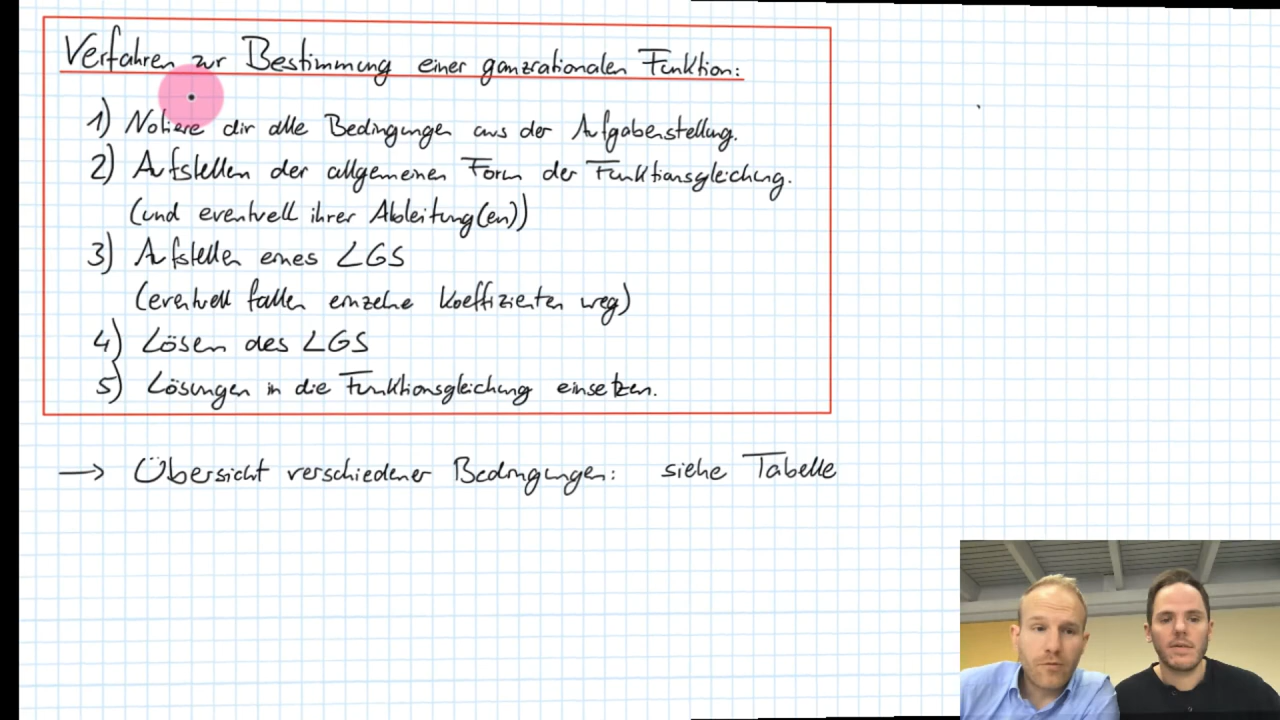 Verfahren zur Bestimmung einer ganzrationalen Funktion:
1) Notiere dir alle Bedingungen aus der Aufgabenstellung.
2) Aufstellen der allgemeinen Form der Funktionsgleichung.
(und eventuell ihrer Ableitung(en))
3) Aufstellen eines LGS
(eventuell fallen einzelne Koeffizienten weg)
4) Lösen des LGS
5) Lösungen in die Funktionsgleichung einsetzen.
→ Übersicht verschiedener Bedingungen: siehe Tabelle